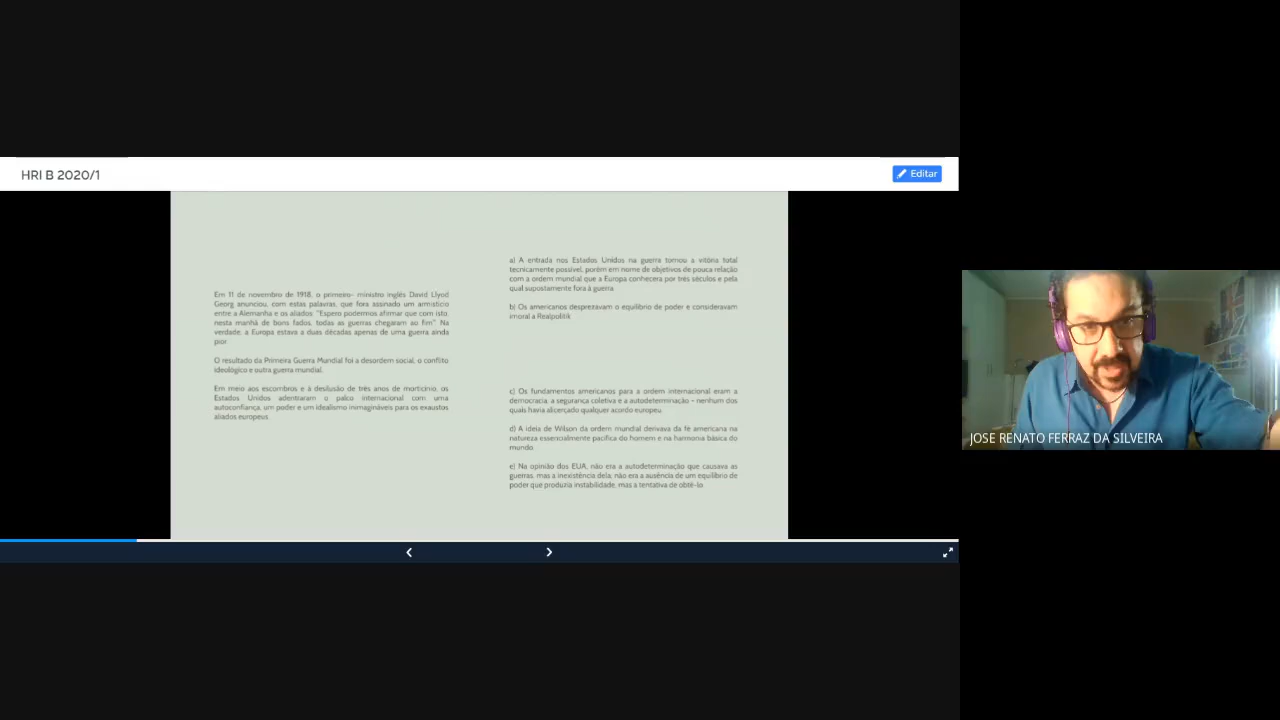 HRI B 2020/1
Editar
Em 11 de novembro de 1918, o primeiro- ministro inglês David Llyod
Georg anunciou, com estas palavras, que fora assinado um armistício
entre a Alemanha e os aliados: "Espero podermos afirmar que com isto,
nesta manhã de bons fados, todas as guerras chegaram ao fim". Na
verdade, a Europa estava a duas décadas apenas de uma guerra ainda
pior.
O resultado da Primeira Guerra Mundial foi a desordem social, o conflito
ideológico e outra guerra mundial.
Em meio aos escombros e à desilusão de três anos de morticínio, os
Estados Unidos adentraram o palco internacional com uma
autoconfiança, um poder e um idealismo inimagináveis para os exaustos
aliados europeus.
a) A entrada nos Estados Unidos na guerra tornou a vitória total
tecnicamente possível, porém em nome de objetivos de pouca relação
com a ordem mundial que a Europa conhecera por três séculos e pela
qual supostamente fora à guerra
b) Os americanos desprezavam o equilíbrio de poder e consideravam
imoral a Realpolitik
c) Os fundamentos americanos para a ordem internacional eram a
democracia, a segurança coletiva e a autodeterminação - nenhum dos
quais havia alicerçado qualquer acordo europeu.
d) A ideia de Wilson da ordem mundial derivava da fé americana na
natureza essencialmente pacífica do homem e na harmonia básica do
mundo
e) Na opinião dos EUA, não era a autodeterminação que causava as
guerras, mas a inexistência dela, não era a ausência de um equilíbrio de
poder que produzia instabilidade, mas a tentativa de obtê-lo
JOSE RENATO FERRAZ DA SILVEIRA